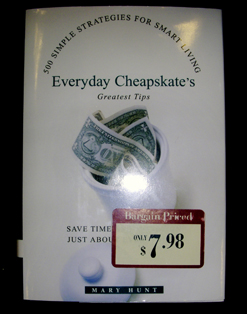 500 SIMPLE STRATEGIES FOR SMART LIVING
Everyday Cheapskate's
Greatest Tips
SAVE TIME
JUST ABOU
Bargain Priced
ONLY
$7.98
MARY HUNT